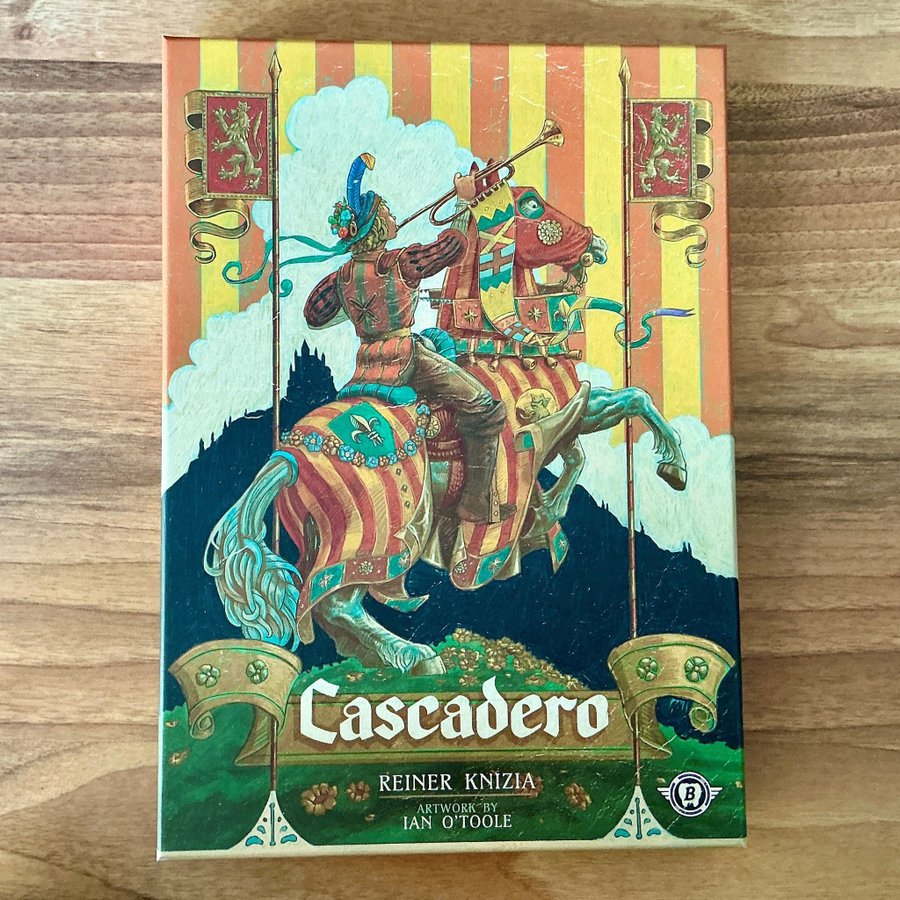 Cascadero
REINER KNIZIA
ARTWORK BY
IAN O'TOOLE
B